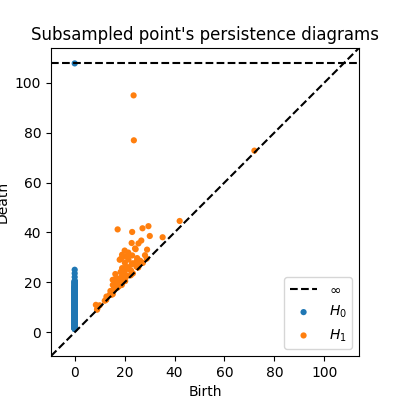 Subsampled point's persistence diagrams
100
80
60
40
20
0
Death
∞
H₀
H₁
0 20 40 60 80 100
Birth